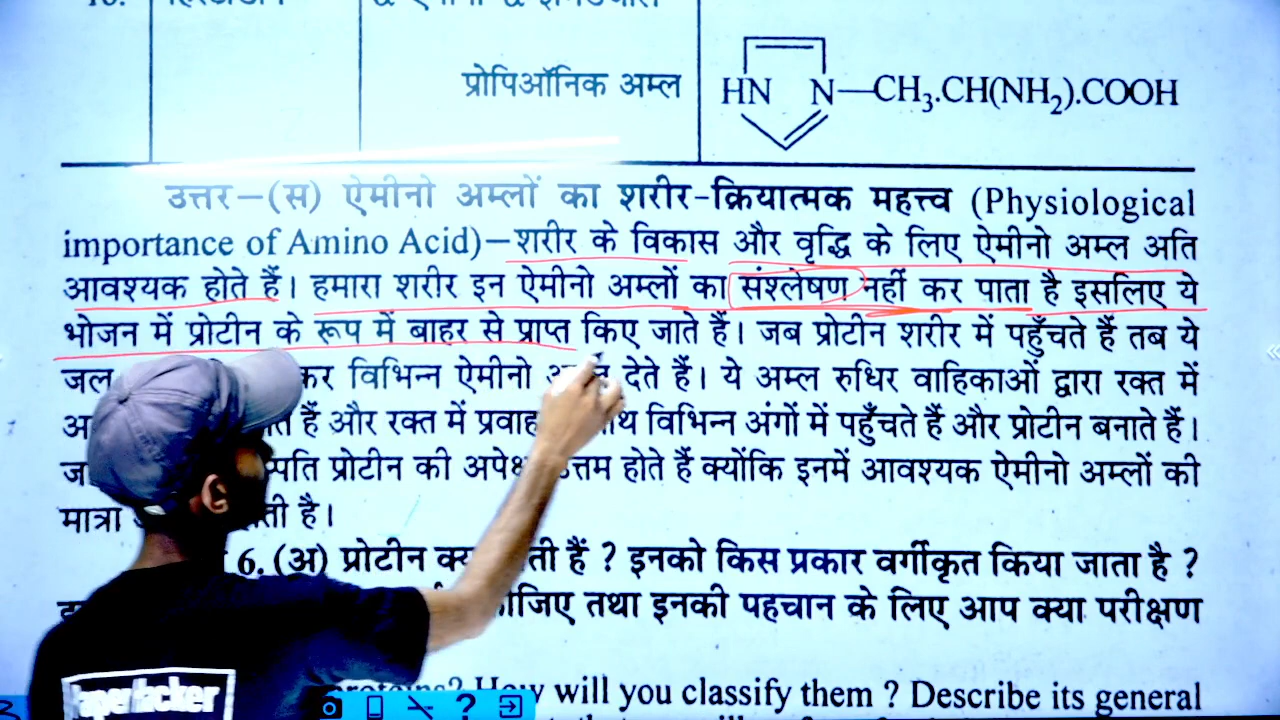 प्रोपिऑनिक अम्ल HN N—CH₃.CH(NH₂).COOH
उत्तर–(स) ऐमीनो अम्लों का शरीर-क्रियात्मक महत्त्व (Physiological
importance of Amino Acid)–शरीर के विकास और वृद्धि के लिए ऐमीनो अम्ल अति
आवश्यक होते हैं। हमारा शरीर इन ऐमीनो अम्लों का संश्लेषण नहीं कर पाता है इसलिए ये
भोजन में प्रोटीन के रूप में बाहर से प्राप्त किए जाते हैं। जब प्रोटीन शरीर में पहुँचते हैं तब ये
जल कर विभिन्न ऐमीनो देते हैं। ये अम्ल रुधिर वाहिकाओं द्वारा रक्त में
हैं और रक्त में प्रवाह विभिन्न अंगों में पहुँचते हैं और प्रोटीन बनाते हैं।
प्रोटीन की उत्तम होते हैं क्योंकि इनमें आवश्यक ऐमीनो अम्लों की
मात्रा है।
6. (अ) प्रोटीन हैं ? इनको किस प्रकार वर्गीकृत किया जाता है ?
तथा इनकी पहचान के लिए आप क्या परीक्षण
will you classify them ? Describe its general